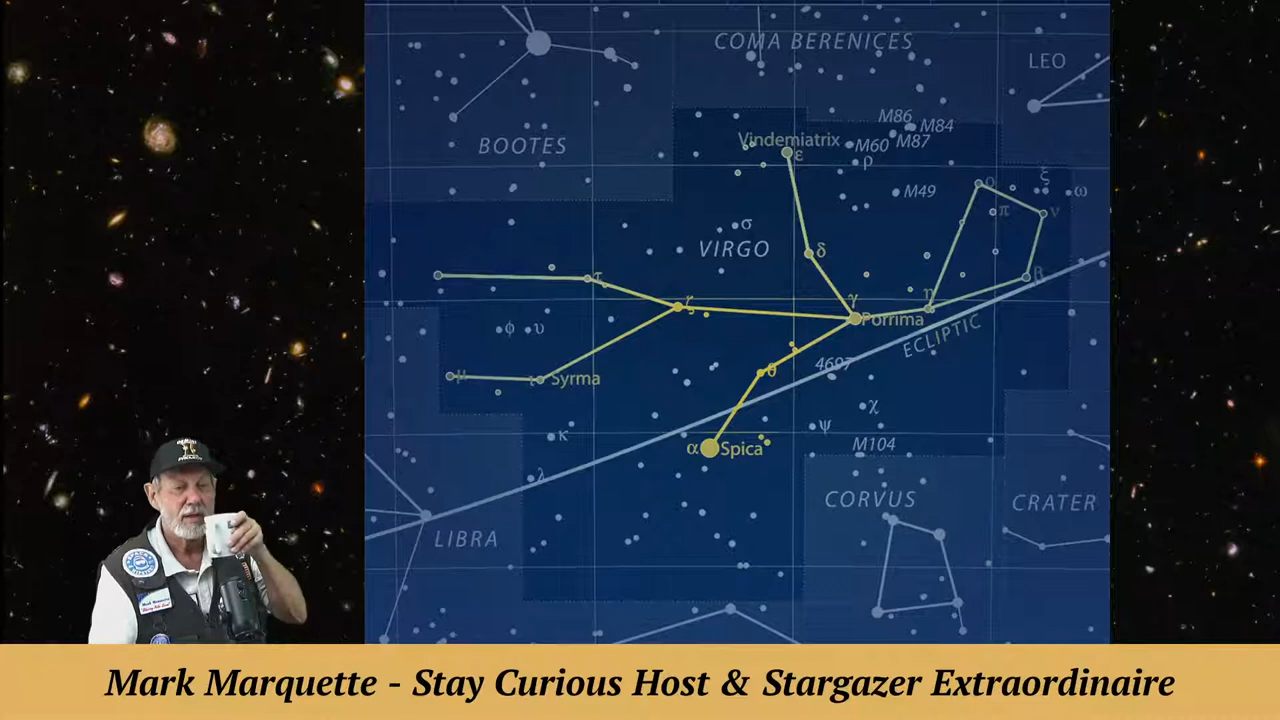 COMA BERENICES
LEO
BOOTES
M86
M84
Vindemiatrix
M60
M87
ε
ρ
M49
ο
ξ
ω
π
ν
σ
VIRGO
δ
τ
β
ζ
γ
η
Porrima
φ
υ
ECLIPTIC
μ
ι
Syrma
θ
4697
χ
κ
ψ
α
Spica
M104
λ
CORVUS
CRATER
LIBRA
Mark Marquette - Stay Curious Host & Stargazer Extraordinaire